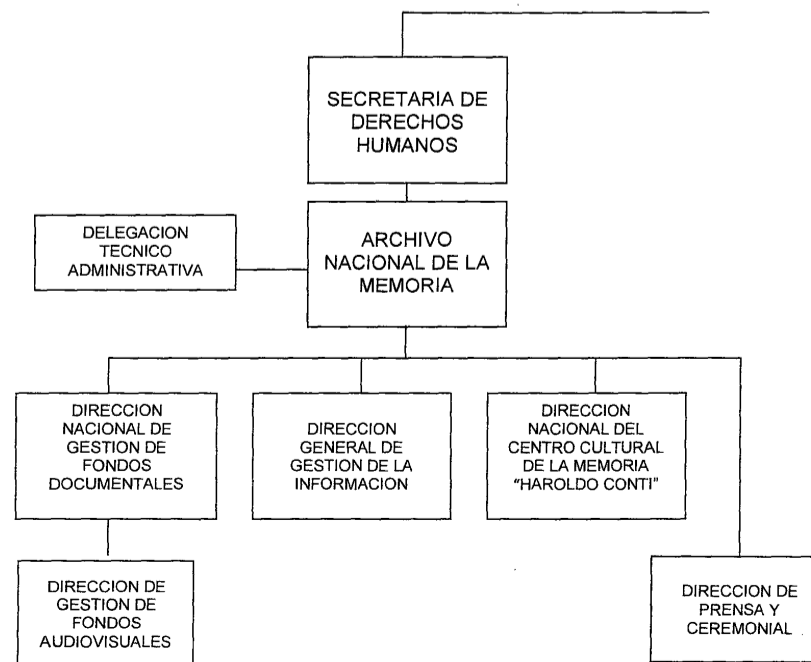 SECRETARIA DE
DERECHOS
HUMANOS
DELEGACION
TECNICO
ADMINISTRATIVA
ARCHIVO
NACIONAL DE LA
MEMORIA
DIRECCION
NACIONAL DE
GESTION DE
FONDOS
DOCUMENTALES
DIRECCION
GENERAL DE
GESTION DE LA
INFORMACION
DIRECCION
NACIONAL DEL
CENTRO CULTURAL
DE LA MEMORIA
“HAROLDO CONTI”
DIRECCION DE
GESTION DE
FONDOS
AUDIOVISUALES
DIRECCION DE
PRENSA Y
CEREMONIAL